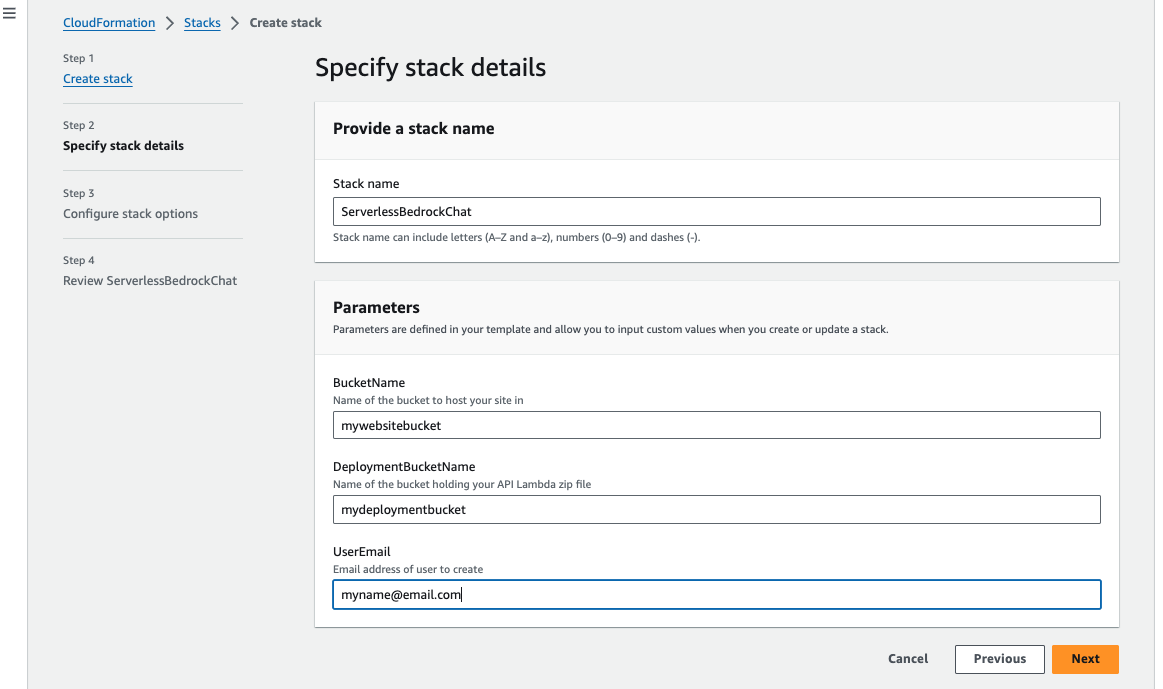 CloudFormation > Stacks > Create stack
Step 1
Create stack
Step 2
Specify stack details
Step 3
Configure stack options
Step 4
Review ServerlessBedrockChat
Specify stack details
Provide a stack name
Stack name
ServerlessBedrockChat
Stack name can include letters (A–Z and a–z), numbers (0–9) and dashes (-).
Parameters
Parameters are defined in your template and allow you to input custom values when you create or update a stack.
BucketName
Name of the bucket to host your site in
mywebsitebucket
DeploymentBucketName
Name of the bucket holding your API Lambda zip file
mydeploymentbucket
UserEmail
Email address of user to create
myname@email.com
Cancel Previous Next